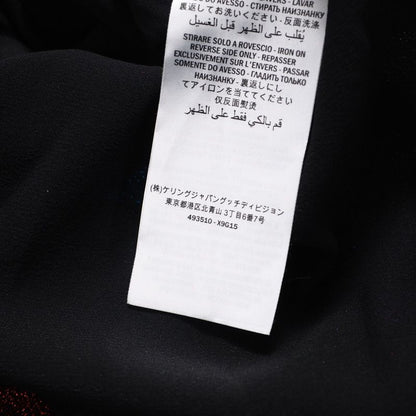 DO DO AVESSO - СТИРАТЬ НАИЗНАНКУ
裏返してお洗いください・反面洗涤
يُقلب على الظهر قبل الغسيل
STIRARE SOLO A ROVESCIO - IRON ON
REVERSE SIDE ONLY - REPASSER
EXCLUSIVEMENT SUR L'ENVERS - PASSAR
SOMENTE DO AVESSO - ГЛАДИТЬ ТОЛЬКО
НАИЗНАНКУ - 裏返しにし
てアイロンを当ててください
仅反面熨烫
قم بالكي فقط على الظهر
(株)ケリングジャパングッチディビジョン
東京都港区北青山 3丁目6番7号
493510 - X9G15